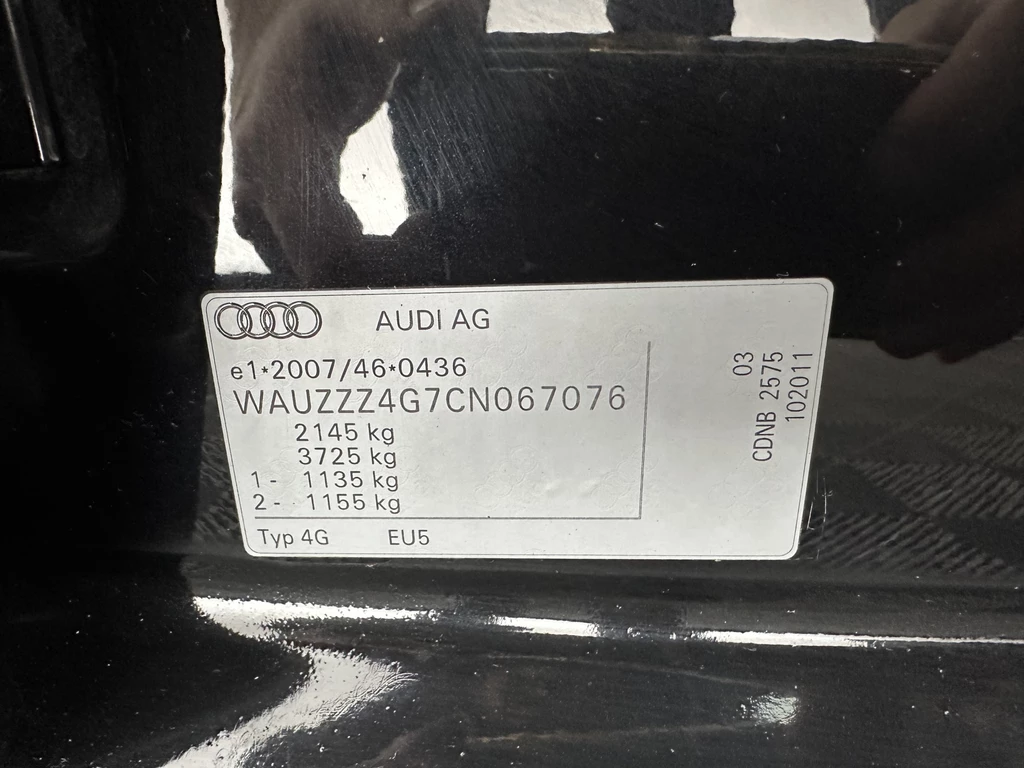 AUDI AG
e1*2007/46*0436
WAUZZZ4G7CN067076
2145 kg
3725 kg
1 - 1135 kg
2 - 1155 kg
Typ 4G EU5
03
CDNB 2575
102011